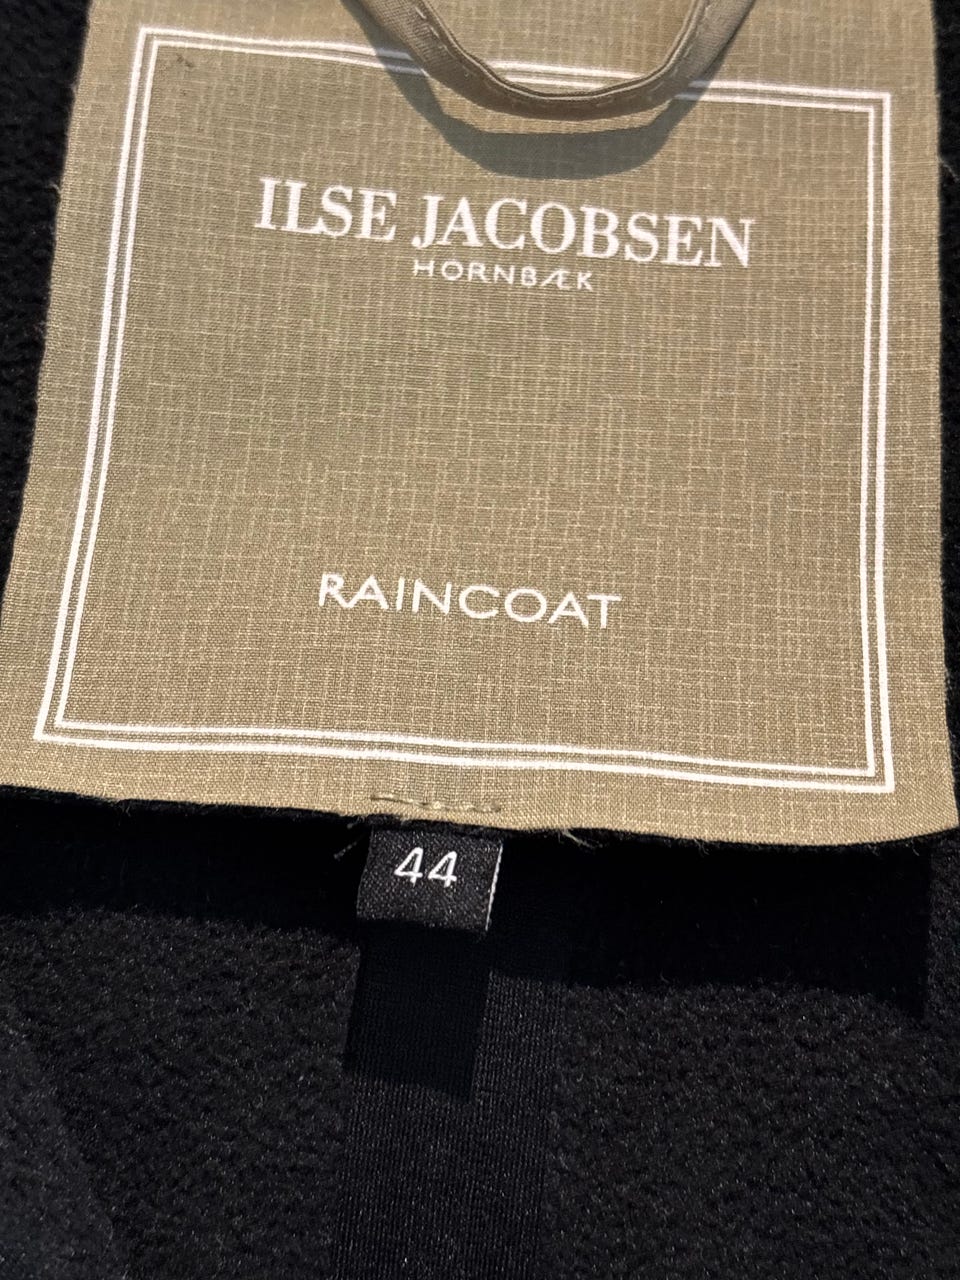 ILSE JACOBSEN
HORNBÆK
RAINCOAT
44